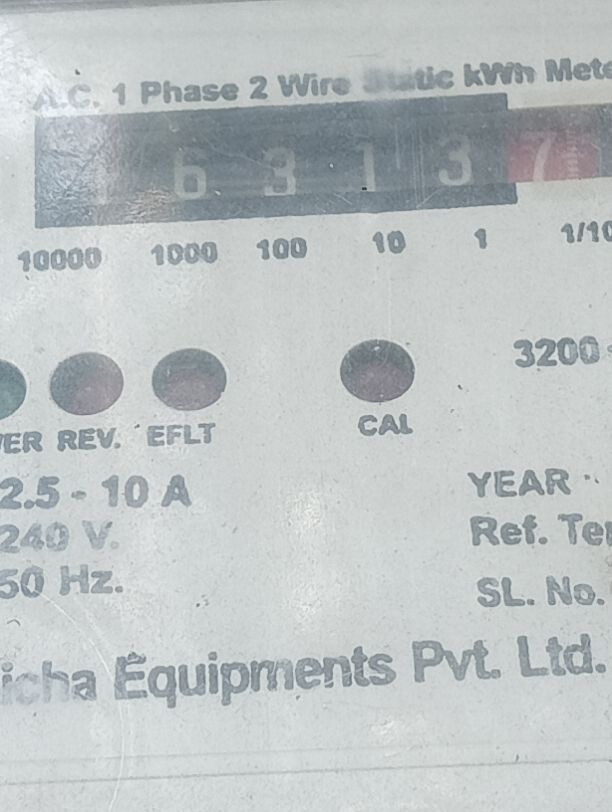 A.C. 1 Phase 2 Wire Static kWh Mete
6 3 1 3 7
10000 1000 100 10 1 1/10
3200
ER REV. EFLT CAL
2.5 - 10 A YEAR
240 V. Ref. Te
50 Hz. SL. No.
icha Equipments Pvt. Ltd.